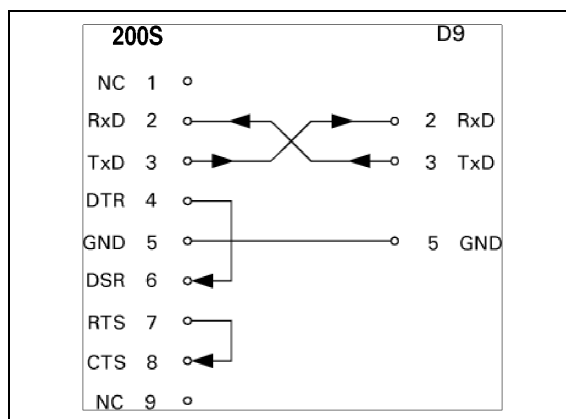 200S D9
NC 1
RxD 2 2 RxD
TxD 3 3 TxD
DTR 4
GND 5 5 GND
DSR 6
RTS 7
CTS 8
NC 9